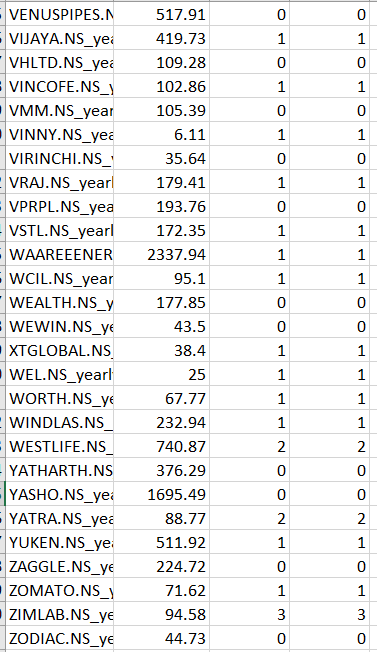 VENUSPIPES.N 517.91 0 0
VIJAYA.NS_yea 419.73 1 1
VHLTD.NS_yea 109.28 0 0
VINCOFE.NS_y 102.86 1 1
VMM.NS_year 105.39 0 0
VINNY.NS_yea 6.11 1 1
VIRINCHI.NS_y 35.64 0 0
VRAJ.NS_yearl 179.41 1 1
VPRPL.NS_yea 193.76 0 0
VSTL.NS_yearl 172.35 1 1
WAAREEENER 2337.94 1 1
WCIL.NS_year 95.1 1 1
WEALTH.NS_y 177.85 0 0
WEWIN.NS_ye 43.5 0 0
XTGLOBAL.NS_ 38.4 1 1
WEL.NS_yearl 25 1 1
WORTH.NS_ye 67.77 1 1
WINDLAS.NS_ 232.94 1 1
WESTLIFE.NS_ 740.87 2 2
YATHARTH.NS 376.29 0 0
YASHO.NS_yea 1695.49 0 0
YATRA.NS_yea 88.77 2 2
YUKEN.NS_yea 511.92 1 1
ZAGGLE.NS_ye 224.72 0 0
ZOMATO.NS_y 71.62 1 1
ZIMLAB.NS_ye 94.58 3 3
ZODIAC.NS_ye 44.73 0 0